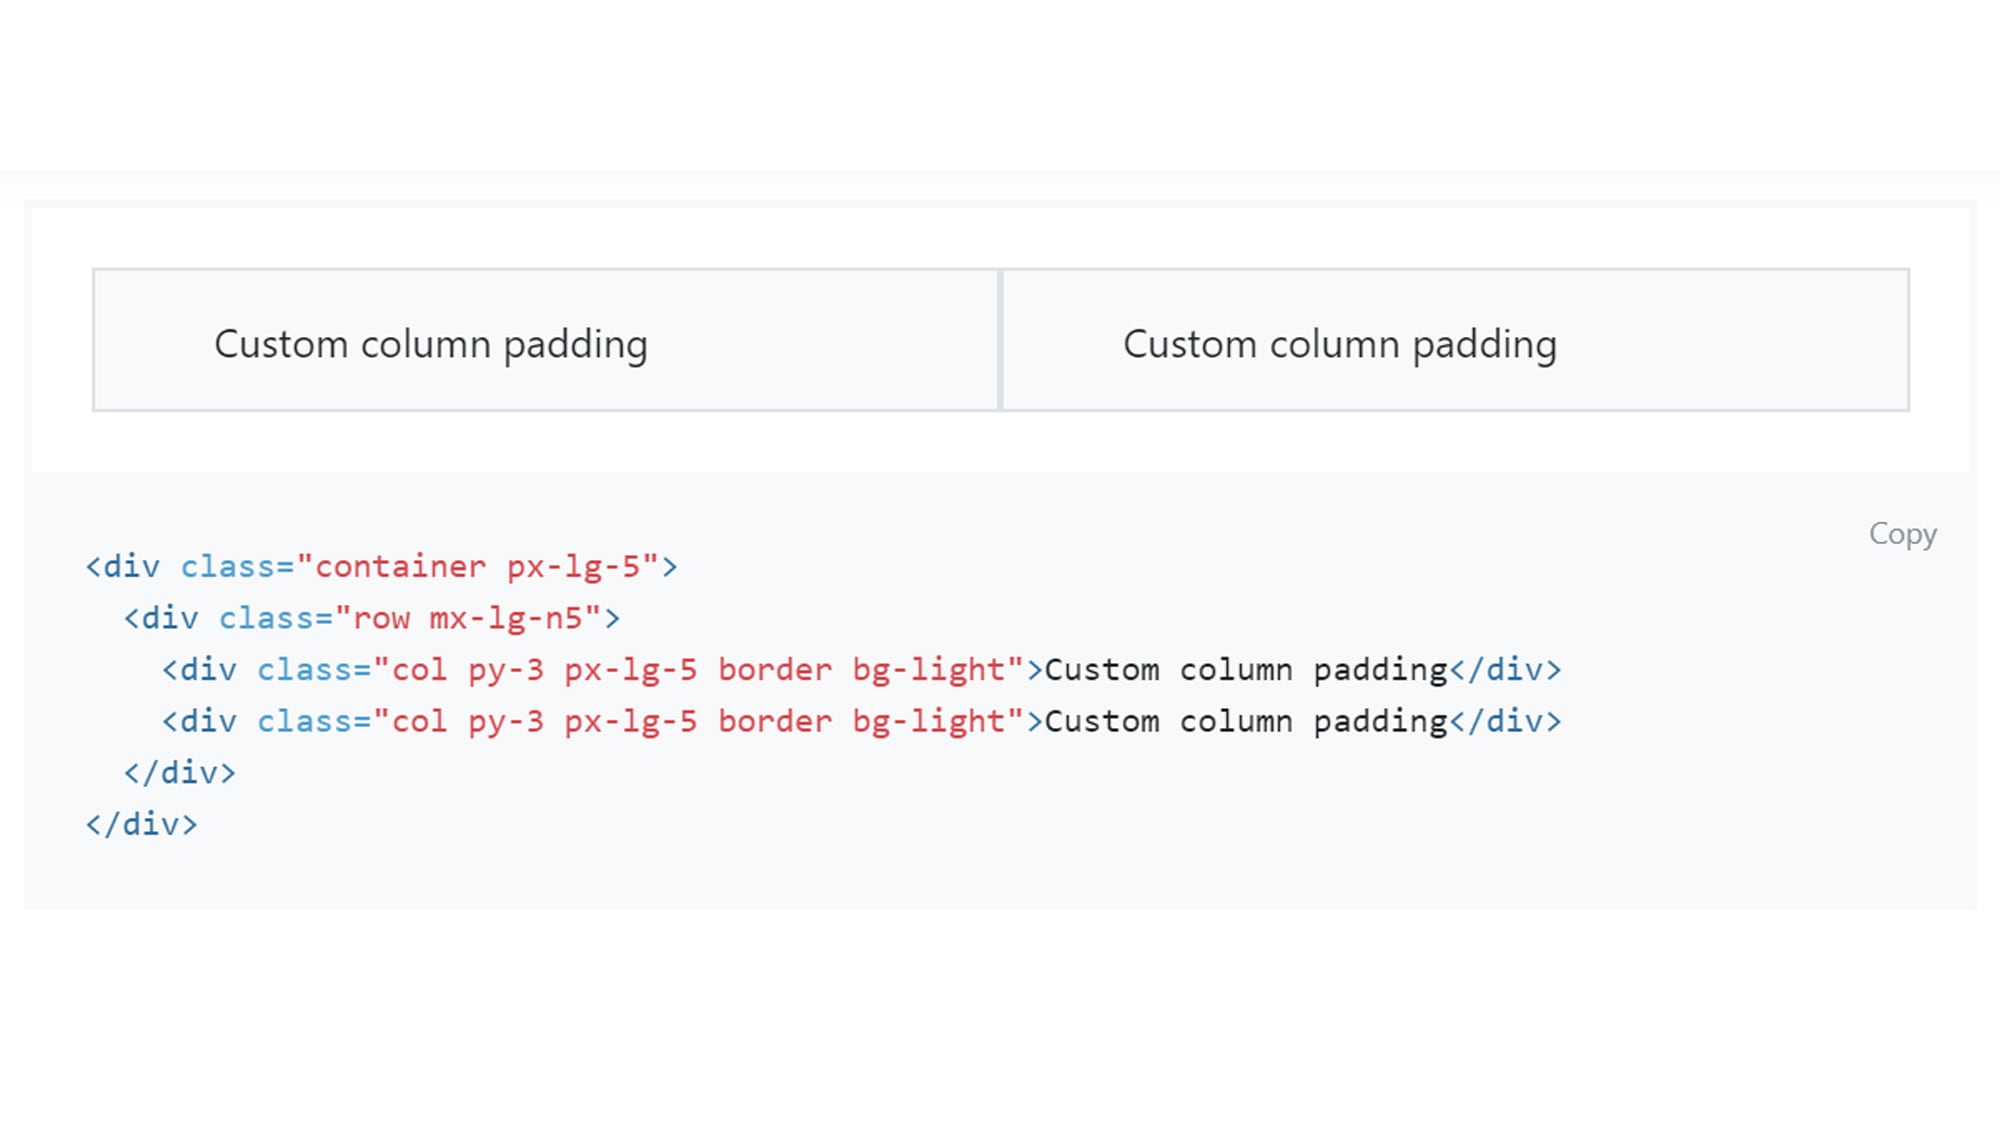 Custom column padding Custom column padding
Copy
<div class="container px-lg-5">
  <div class="row mx-lg-n5">
    <div class="col py-3 px-lg-5 border bg-light">Custom column padding</div>
    <div class="col py-3 px-lg-5 border bg-light">Custom column padding</div>
  </div>
</div>